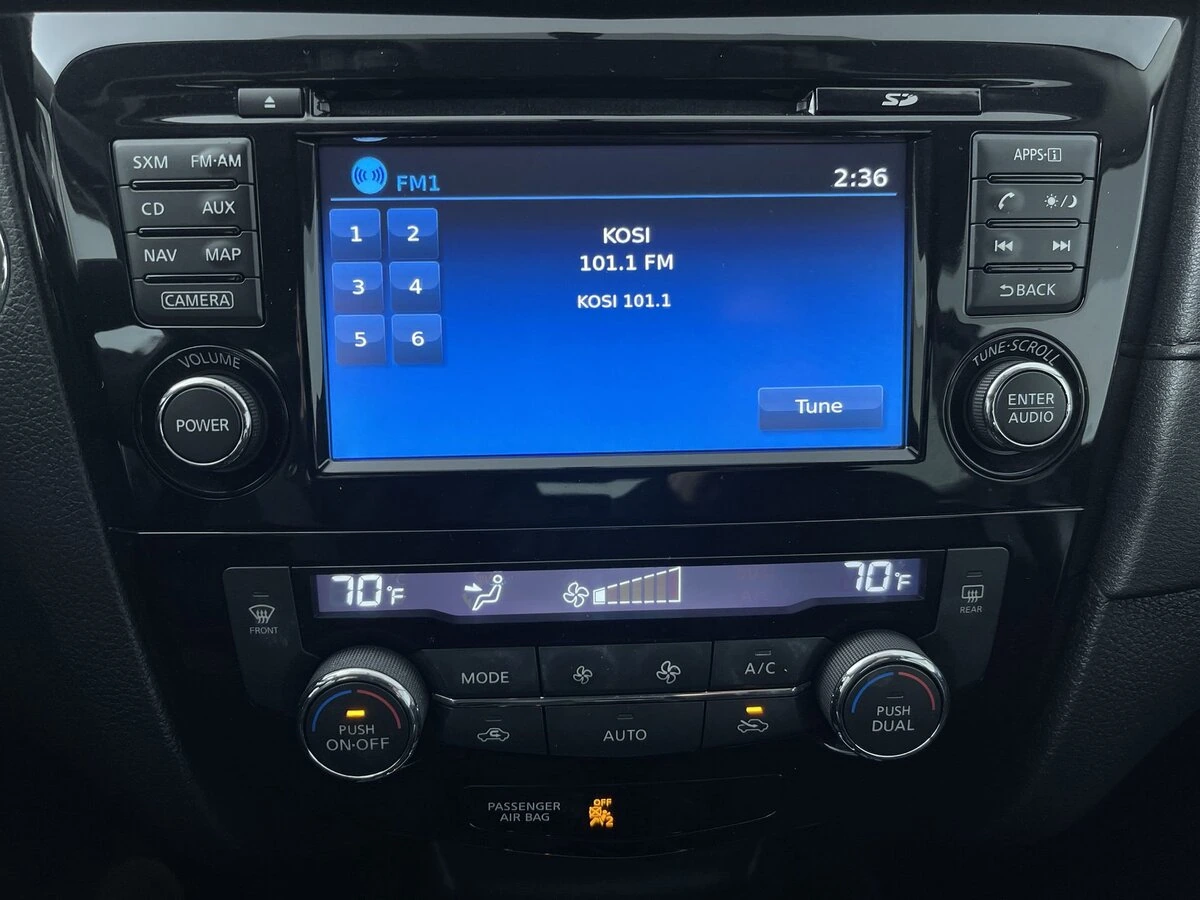 SD
SXM FM·AM
CD AUX
NAV MAP
CAMERA
VOLUME
POWER
FM1
2:36
1 2
3 4
5 6
KOSI
101.1 FM
KOSI 101.1
Tune
APPS·i
BACK
TUNE·SCROLL
ENTER
AUDIO
70°F
70°F
FRONT
REAR
MODE
A/C
AUTO
PUSH
ON·OFF
PUSH
DUAL
PASSENGER
AIR BAG
OFF
2